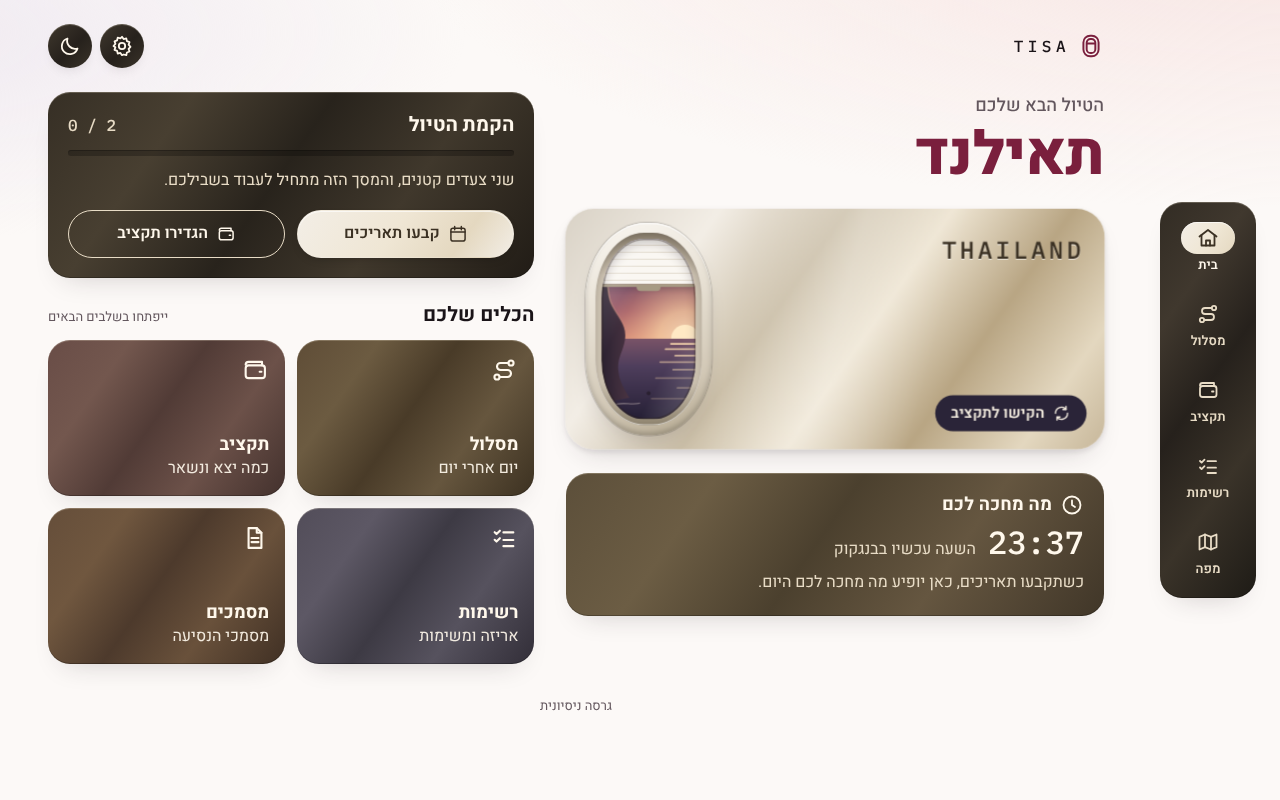 TISA
הטיול הבא שלכם
תאילנד
THAILAND
הקישו לתקציב
מה מחכה לכם
23:37 השעה עכשיו בבנגקוק
כשתקבעו תאריכים, כאן יופיע מה מחכה לכם היום.
הקמת הטיול
0 / 2
שני צעדים קטנים, והמסך הזה מתחיל לעבוד בשבילכם.
קבעו תאריכים
הגדירו תקציב
הכלים שלכם
ייפתחו בשלבים הבאים
מסלול
יום אחרי יום
תקציב
כמה יצא ונשאר
רשימות
אריזה ומשימות
מסמכים
מסמכי הנסיעה
בית
מסלול
תקציב
רשימות
מפה
גרסה ניסיונית